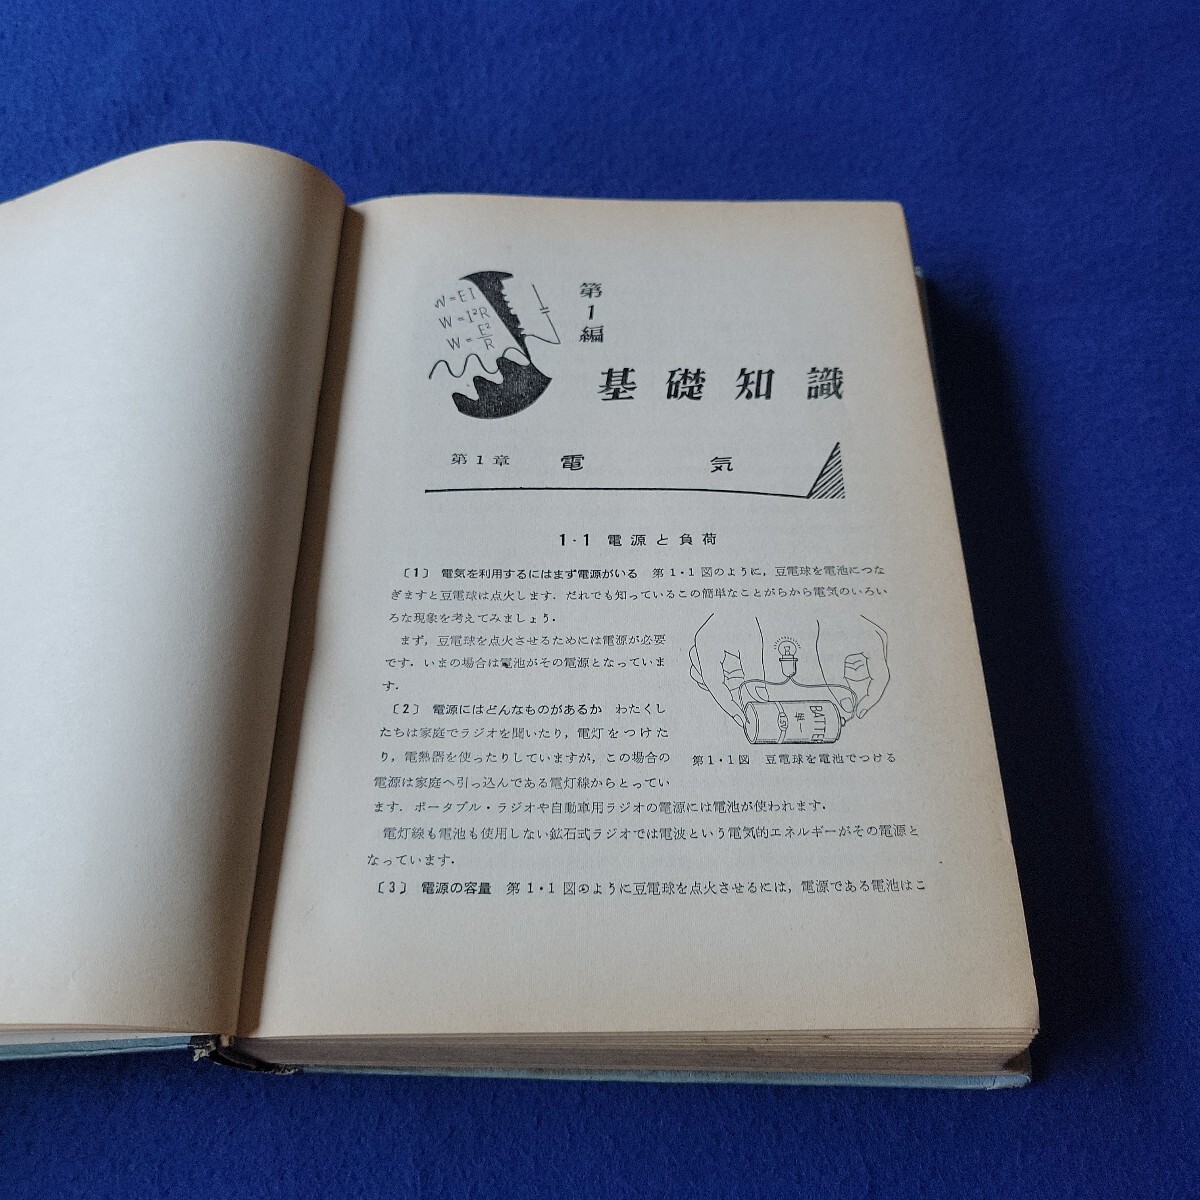 W=EI
W=I²R
W=E²/R
第1編
基礎知識
第1章 電気
1・1 電源と負荷
〔1〕 電気を利用するにはまず電源がいる 第1・1図のように，豆電球を電池につな
ぎますと豆電球は点火します．だれでも知っているこの簡単なことがらから電気のいろい
ろな現象を考えてみましょう．
まず，豆電球を点火させるためには電源が必要
です．いまの場合は電池がその電源となっていま
す．
〔2〕 電源にはどんなものがあるか わたくし
たちは家庭でラジオを聞いたり，電灯をつけた
り，電熱器を使ったりしていますが，この場合の
電源は家庭へ引っ込んである電灯線からとってい
ます．ポータブル・ラジオや自動車用ラジオの電源には電池が使われます．
単一
BATTE
第1・1図 豆電球を電池でつける
電灯線も電池も使用しない鉱石式ラジオでは電波という電気的エネルギーがその電源と
なっています．
〔3〕 電源の容量 第1・1図のように豆電球を点火させるには，電源である電池はこ